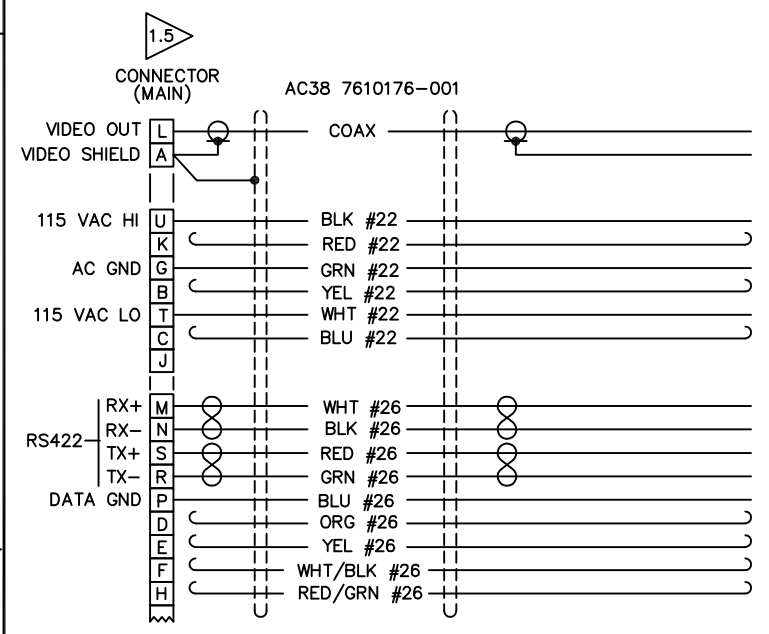 1.5
CONNECTOR
(MAIN)
AC38 7610176-001
VIDEO OUT L COAX
VIDEO SHIELD A
115 VAC HI U BLK #22
K RED #22
AC GND G GRN #22
B YEL #22
115 VAC LO T WHT #22
C BLU #22
J
RS422
RX+ M WHT #26
RX- N BLK #26
TX+ S RED #26
TX- R GRN #26
DATA GND P BLU #26
D ORG #26
E YEL #26
F WHT/BLK #26
H RED/GRN #26